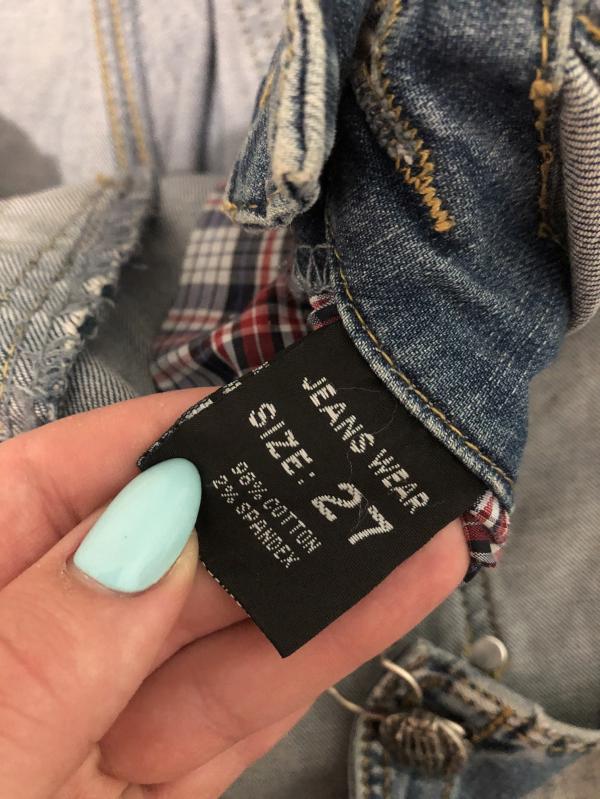 JEANS WEAR
SIZE: 27
98% COTTON
2% SPANDEX